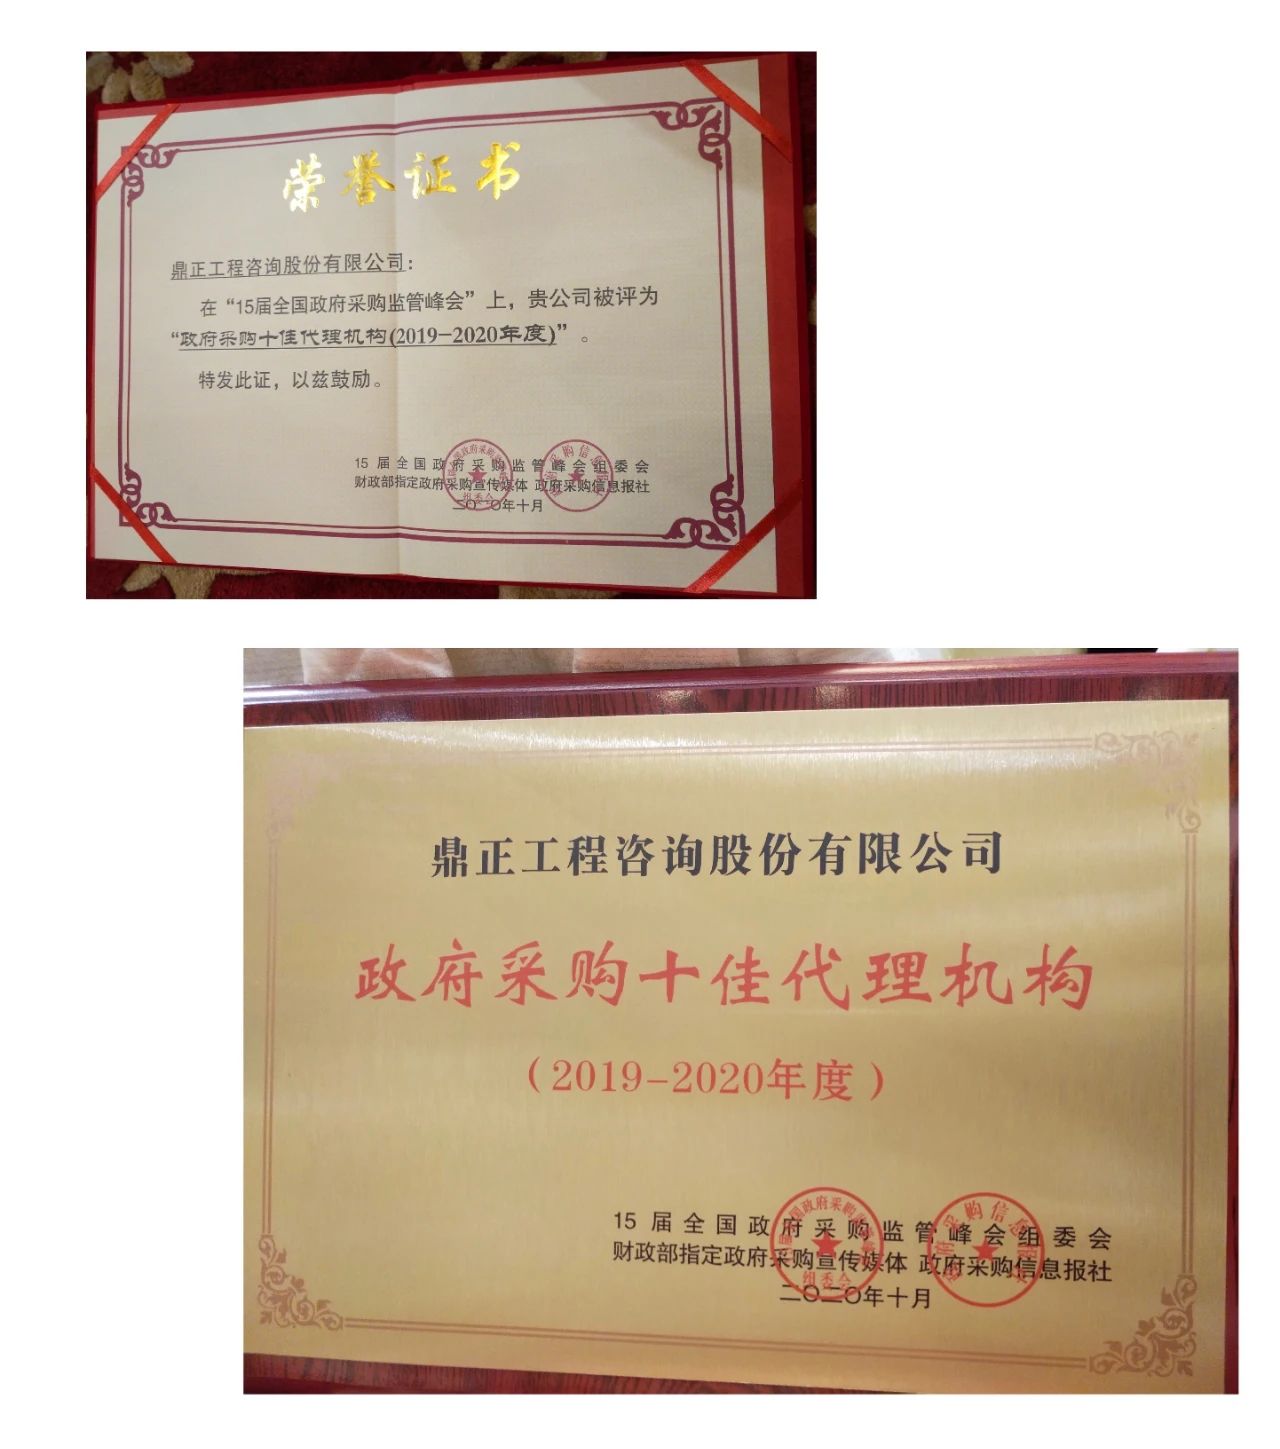 荣誉证书
鼎正工程咨询股份有限公司：
在“15届全国政府采购监管峰会”上，贵公司被评为
“政府采购十佳代理机构(2019-2020年度)”。
特发此证，以兹鼓励。
15届全国政府采购监管峰会组委会
财政部指定政府采购宣传媒体 政府采购信息报社
二〇二〇年十月
组委会
鼎正工程咨询股份有限公司
政府采购十佳代理机构
（2019-2020年度）
15届全国政府采购监管峰会组委会
财政部指定政府采购宣传媒体 政府采购信息报社
二〇二〇年十月
组委会